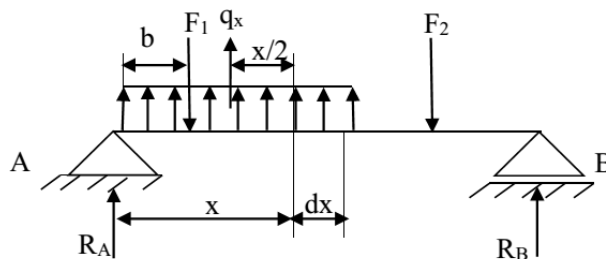 F₁ qₓ F₂
b x/2
A B
x dx
R_A R_B